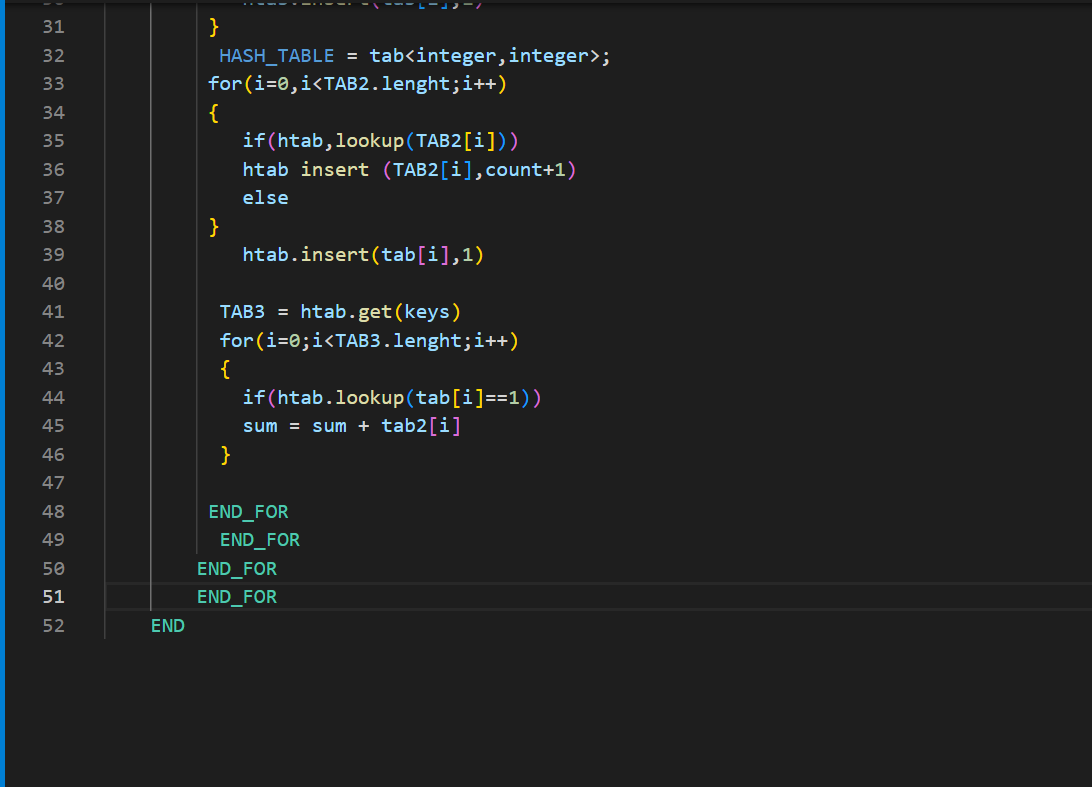 31 }
32 HASH_TABLE = tab<integer,integer>;
33 for(i=0,i<TAB2.lenght;i++)
34 {
35 if(htab,lookup(TAB2[i]))
36 htab insert (TAB2[i],count+1)
37 else
38 }
39 htab.insert(tab[i],1)
40
41 TAB3 = htab.get(keys)
42 for(i=0;i<TAB3.lenght;i++)
43 {
44 if(htab.lookup(tab[i]==1))
45 sum = sum + tab2[i]
46 }
47
48 END_FOR
49 END_FOR
50 END_FOR
51 END_FOR
52 END